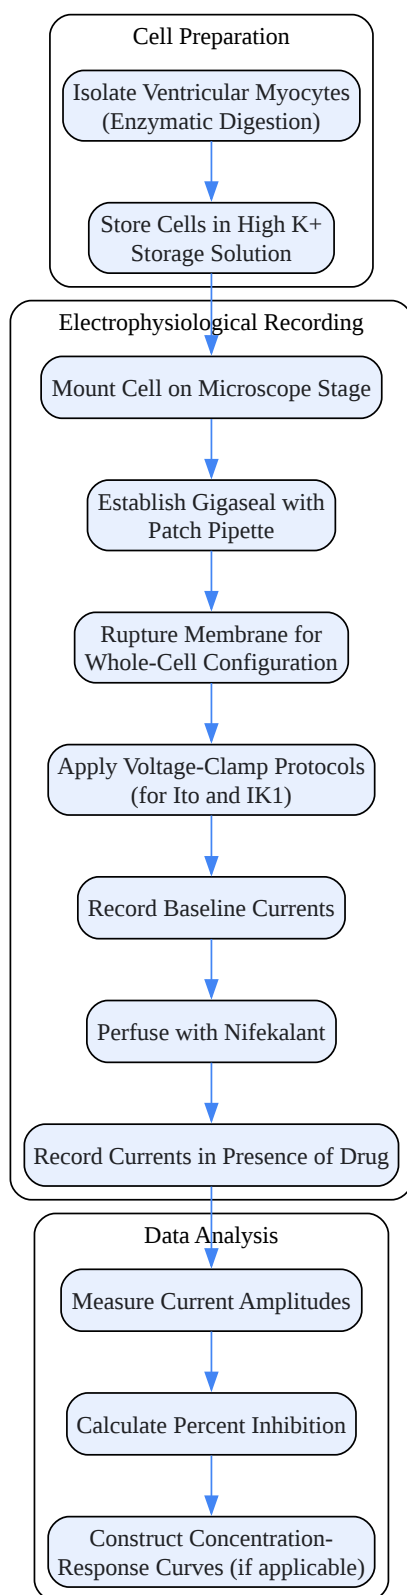 Cell Preparation
Isolate Ventricular Myocytes
(Enzymatic Digestion)
Store Cells in High K+
Storage Solution
Electrophysiological Recording
Mount Cell on Microscope Stage
Establish Gigaseal with
Patch Pipette
Rupture Membrane for
Whole-Cell Configuration
Apply Voltage-Clamp Protocols
(for Ito and IK1)
Record Baseline Currents
Perfuse with Nifekalant
Record Currents in Presence of Drug
Data Analysis
Measure Current Amplitudes
Calculate Percent Inhibition
Construct Concentration-
Response Curves (if applicable)